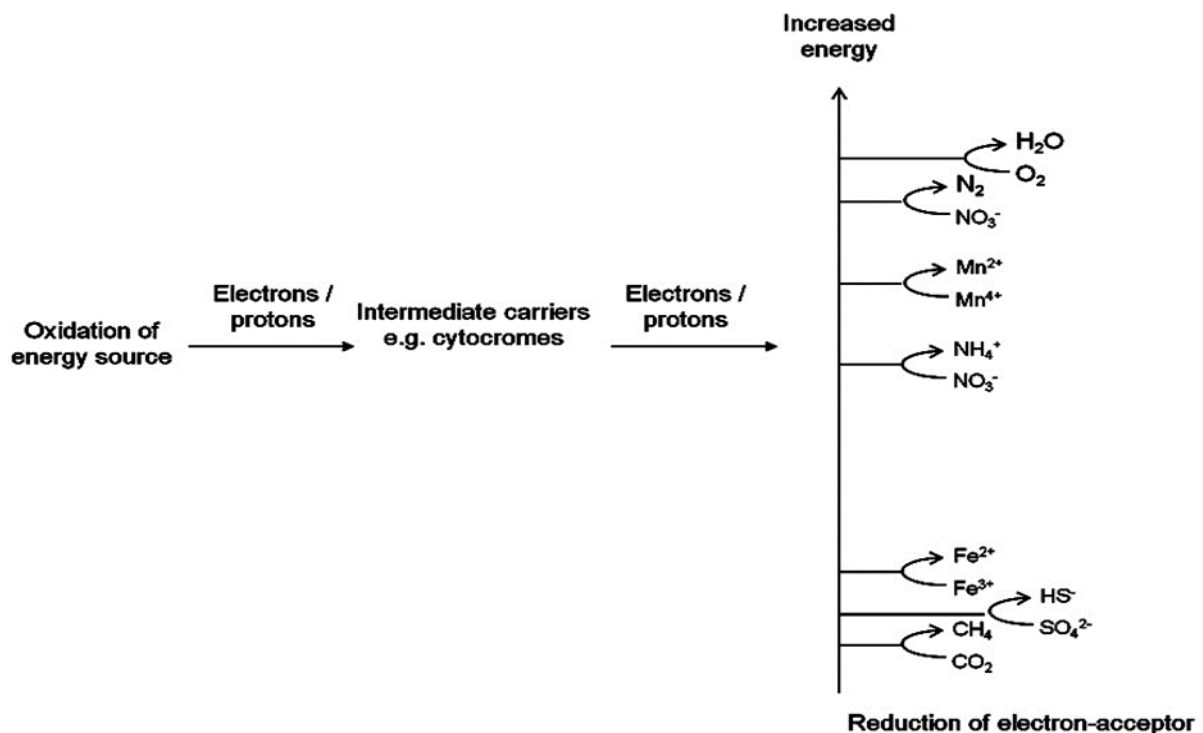 Increased
energy
H₂O
O₂
N₂
NO₃⁻
Mn²⁺
Mn⁴⁺
Electrons /
protons
Intermediate carriers
e.g. cytocromes
Electrons /
protons
Oxidation of
energy source
NH₄⁺
NO₃⁻
Fe²⁺
Fe³⁺
HS⁻
SO₄²⁻
CH₄
CO₂
Reduction of electron-acceptor